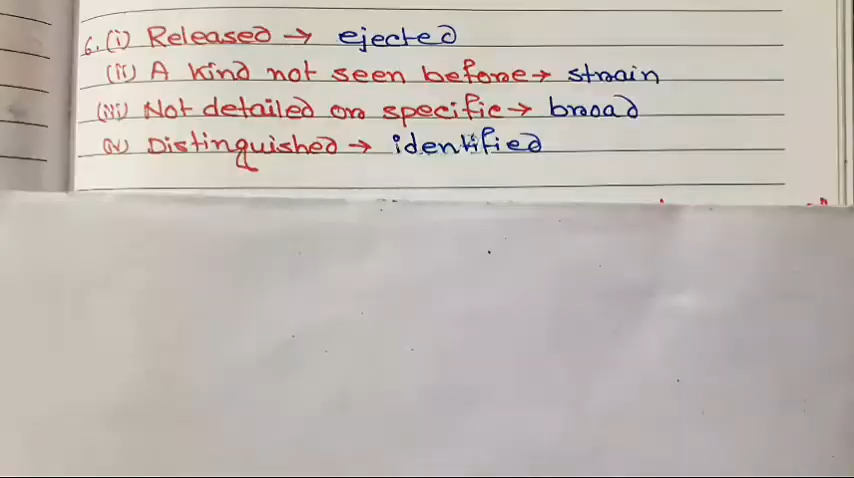 6. (i) Released → ejected
(ii) A kind not seen before → strain
(iii) Not detailed or specific → broad
(iv) Distinguished → identified